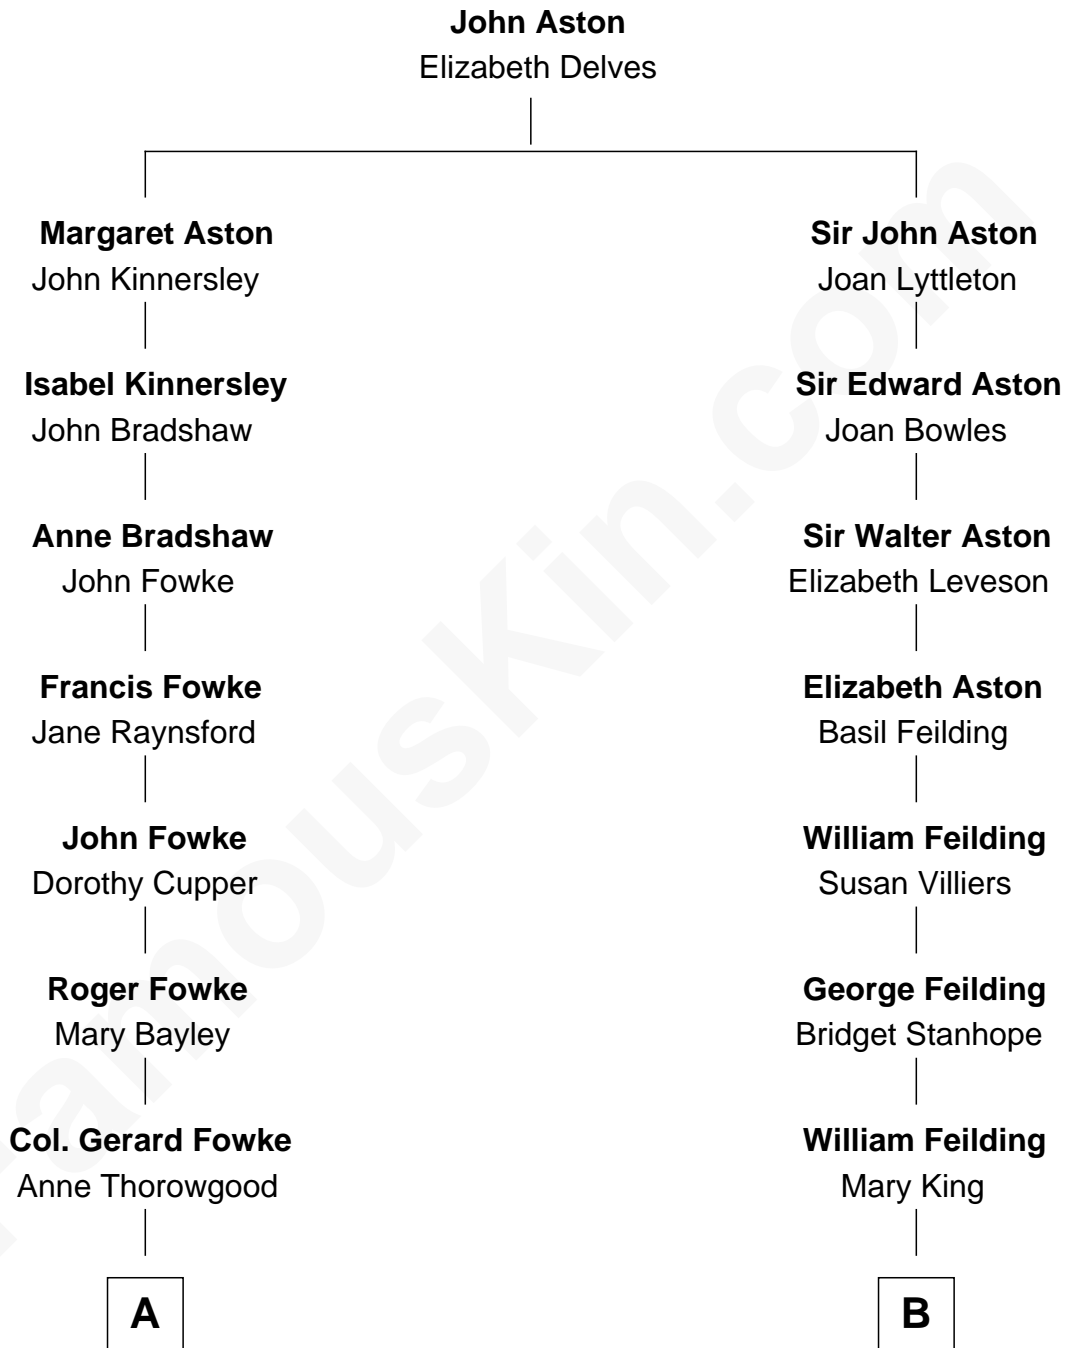 John Aston
Elizabeth Delves
Margaret Aston
John Kinnersley
Sir John Aston
Joan Lyttleton
Isabel Kinnersley
John Bradshaw
Sir Edward Aston
Joan Bowles
Anne Bradshaw
John Fowke
Sir Walter Aston
Elizabeth Leveson
Francis Fowke
Jane Raynsford
Elizabeth Aston
Basil Feilding
John Fowke
Dorothy Cupper
William Feilding
Susan Villiers
Roger Fowke
Mary Bayley
George Feilding
Bridget Stanhope
Col. Gerard Fowke
Anne Thorowgood
William Feilding
Mary King
A
B
FamousKin.com